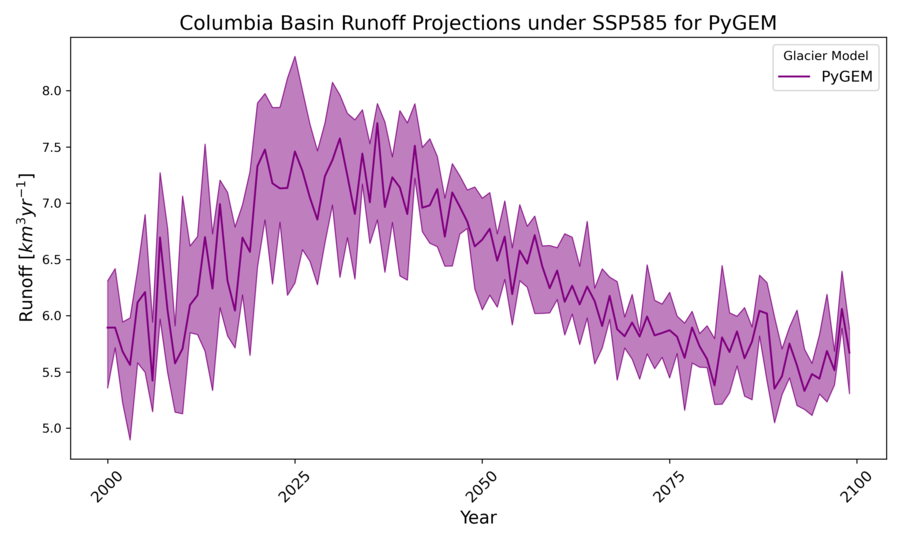 Columbia Basin Runoff Projections under SSP585 for PyGEM
Glacier Model
PyGEM
8.0
7.5
7.0
6.5
6.0
5.5
5.0
Runoff [km³yr⁻¹]
2000
2025
2050
2075
2100
Year